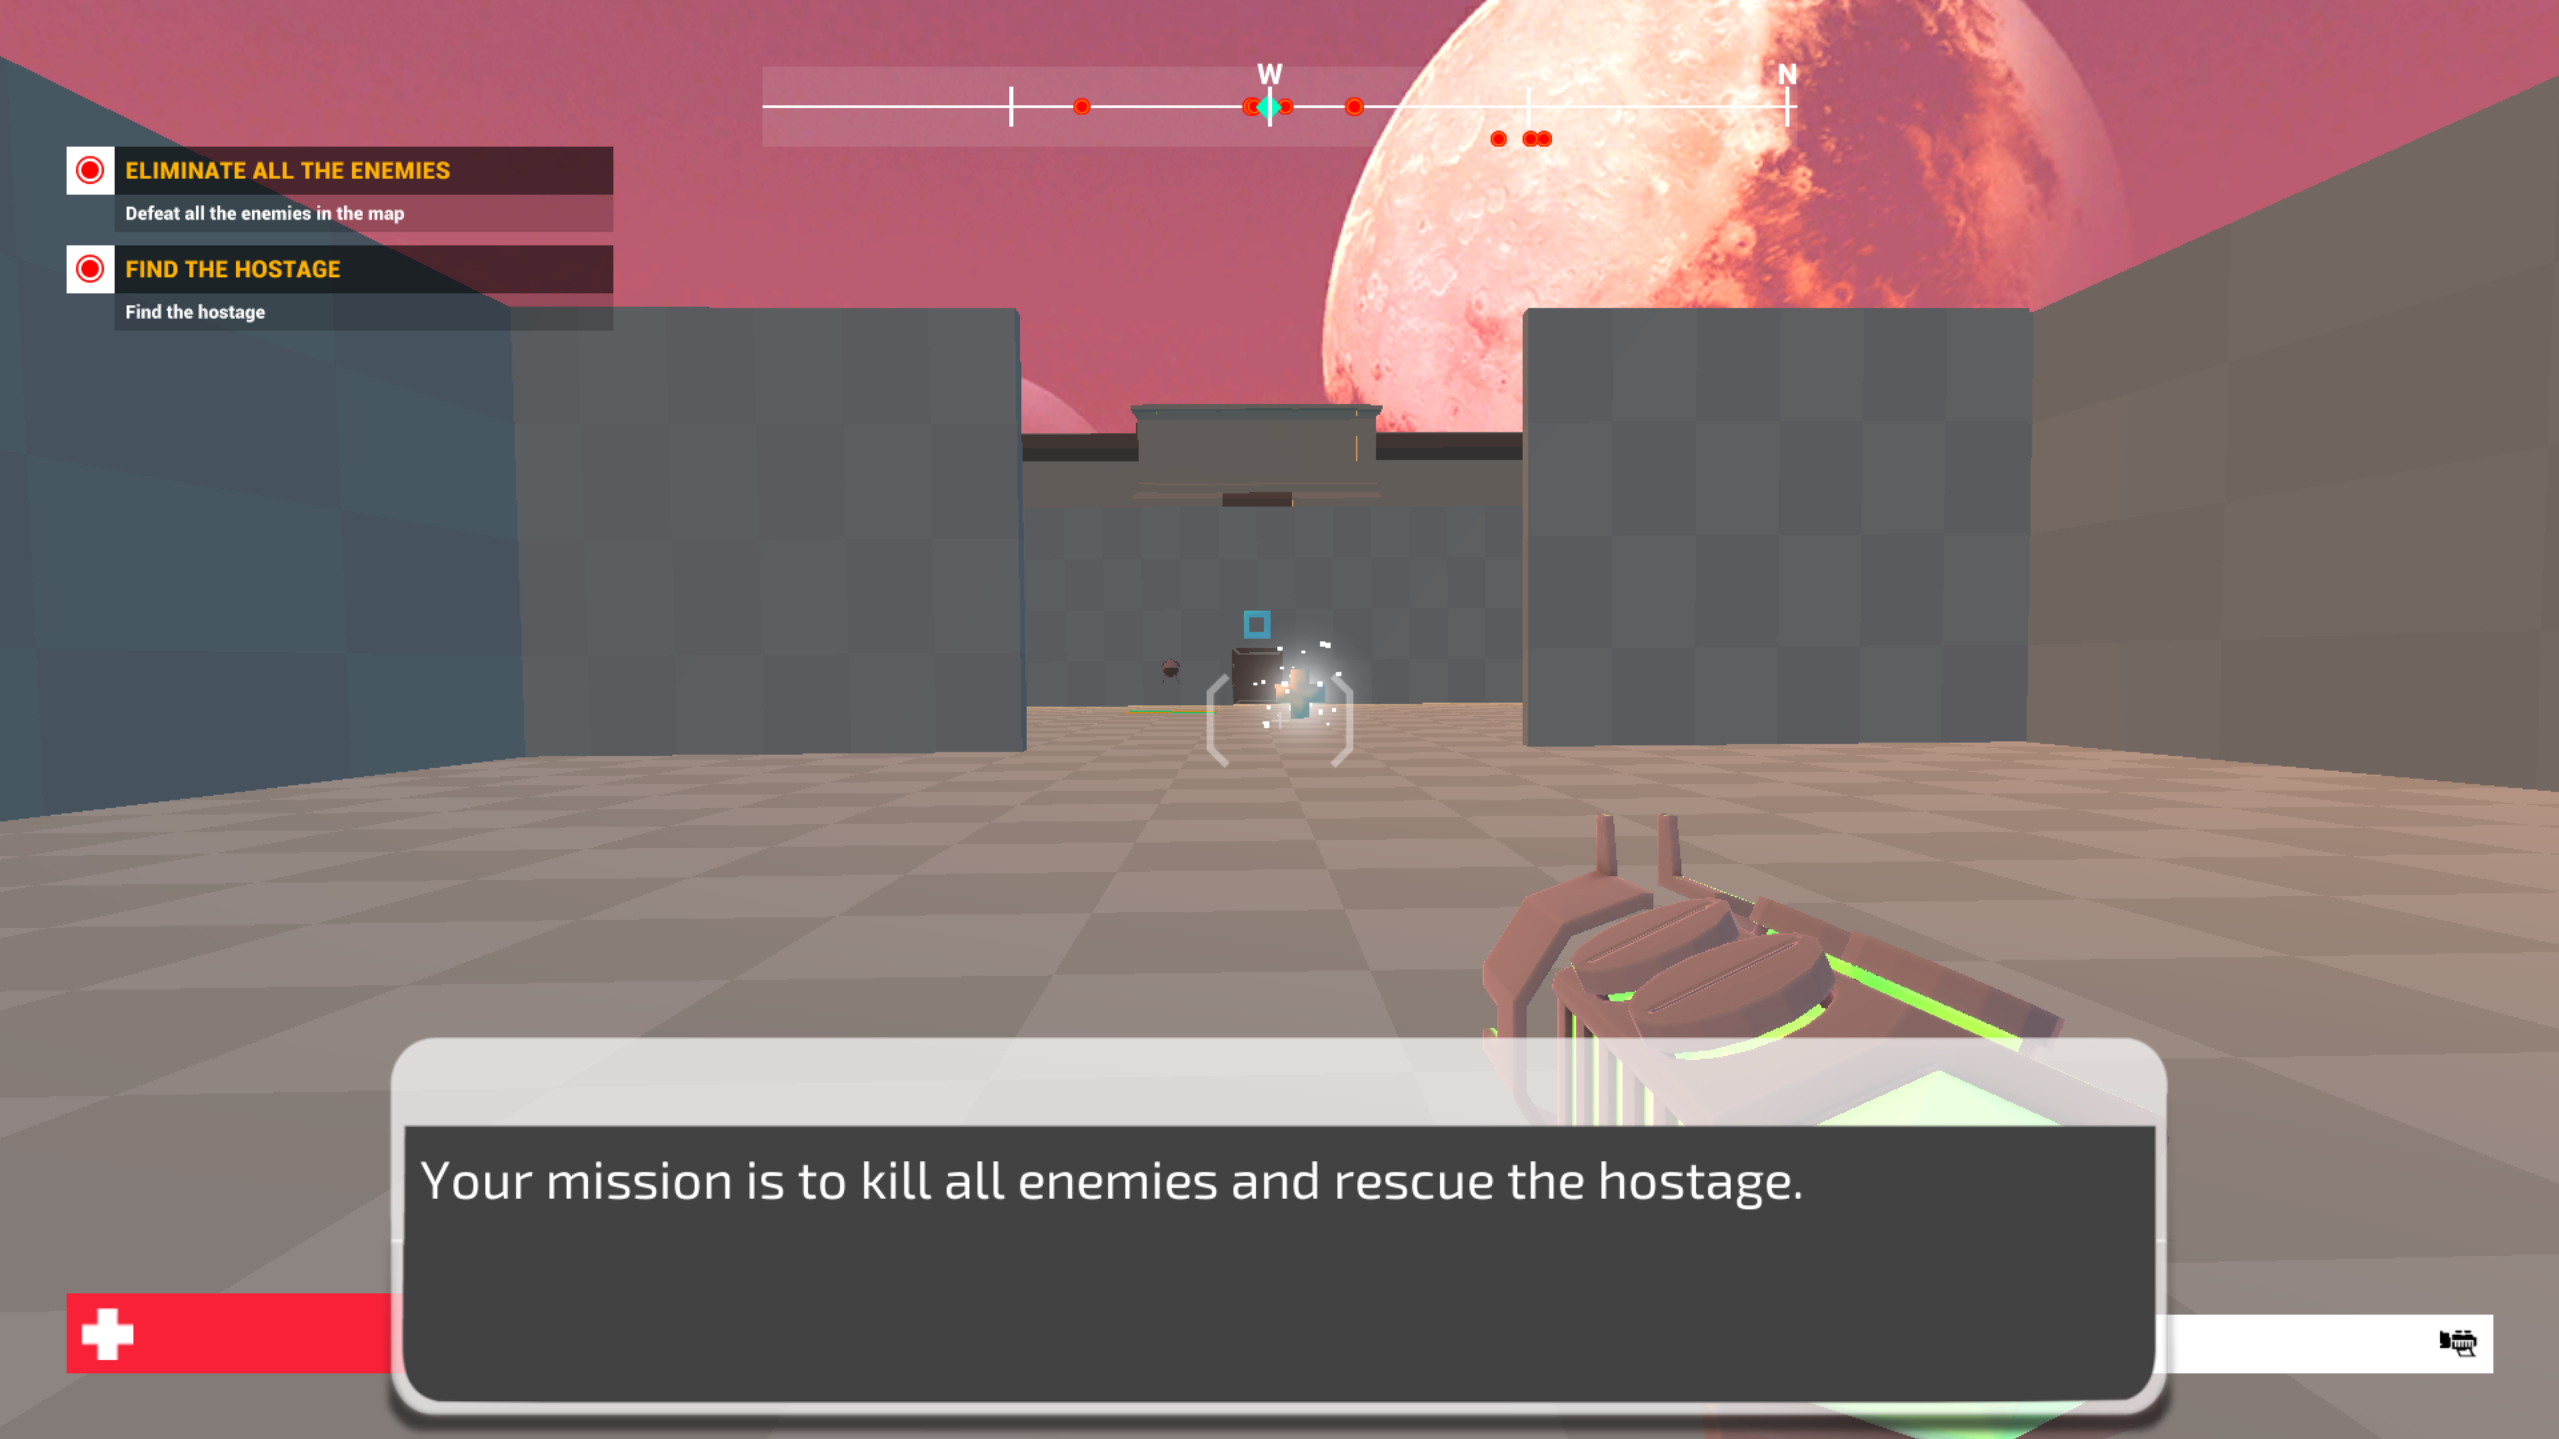 W N
ELIMINATE ALL THE ENEMIES
Defeat all the enemies in the map
FIND THE HOSTAGE
Find the hostage
Your mission is to kill all enemies and rescue the hostage.